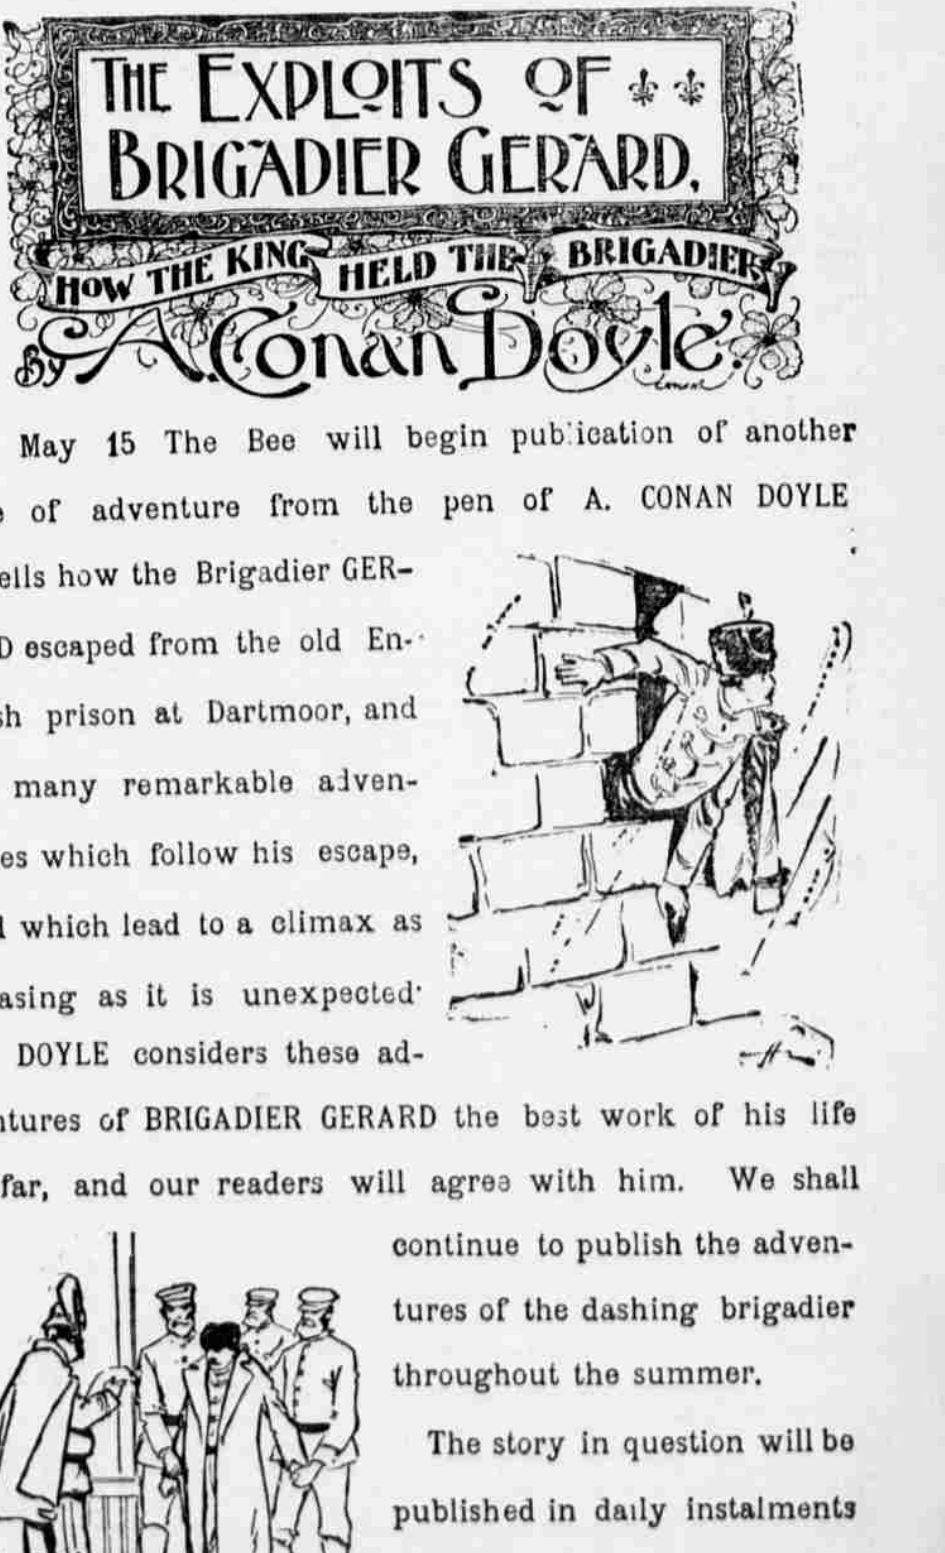 THE EXPLOITS OF
BRIGADIER GERARD.
HOW THE KING HELD THE BRIGADIER
By A. Conan Doyle.
May 15 The Bee will begin publication of another
of adventure from the pen of A. CONAN DOYLE
ells how the Brigadier GER-
D escaped from the old En-
sh prison at Dartmoor, and
many remarkable adven-
es which follow his escape,
which lead to a climax as
asing as it is unexpected
DOYLE considers these ad-
ntures of BRIGADIER GERARD the best work of his life
far, and our readers will agree with him. We shall
continue to publish the adven-
tures of the dashing brigadier
throughout the summer.
The story in question will be
published in daily instalments